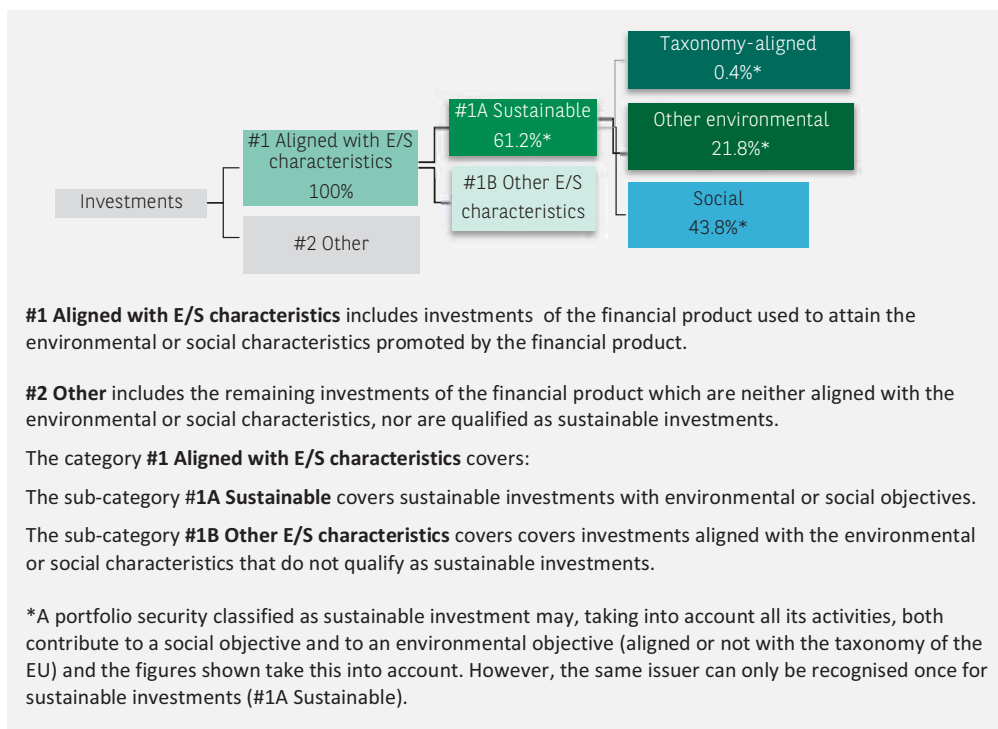 Taxonomy-aligned
0.4%*
#1A Sustainable
61.2%*
Other environmental
21.8%*
#1 Aligned with E/S
characteristics
100%
#1B Other E/S
characteristics
Investments
Social
43.8%*
#2 Other
#1 Aligned with E/S characteristics includes investments of the financial product used to attain the
environmental or social characteristics promoted by the financial product.
#2 Other includes the remaining investments of the financial product which are neither aligned with the
environmental or social characteristics, nor are qualified as sustainable investments.
The category #1 Aligned with E/S characteristics covers:
The sub-category #1A Sustainable covers sustainable investments with environmental or social objectives.
The sub-category #1B Other E/S characteristics covers covers investments aligned with the environmental
or social characteristics that do not qualify as sustainable investments.
*A portfolio security classified as sustainable investment may, taking into account all its activities, both
contribute to a social objective and to an environmental objective (aligned or not with the taxonomy of the
EU) and the figures shown take this into account. However, the same issuer can only be recognised once for
sustainable investments (#1A Sustainable).